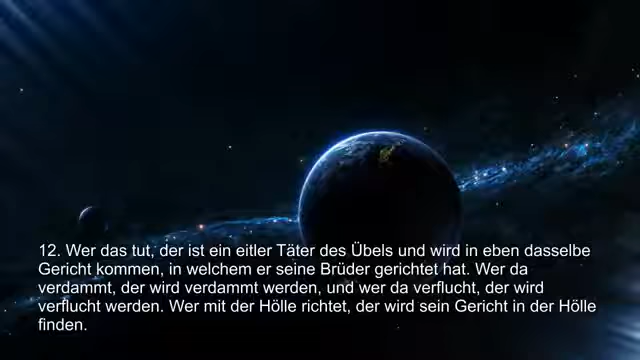 12. Wer das tut, der ist ein eitler Täter des Übels und wird in eben dasselbe
Gericht kommen, in welchem er seine Brüder gerichtet hat. Wer da
verdammt, der wird verdammt werden, und wer da verflucht, der wird
verflucht werden. Wer mit der Hölle richtet, der wird sein Gericht in der Hölle
finden.